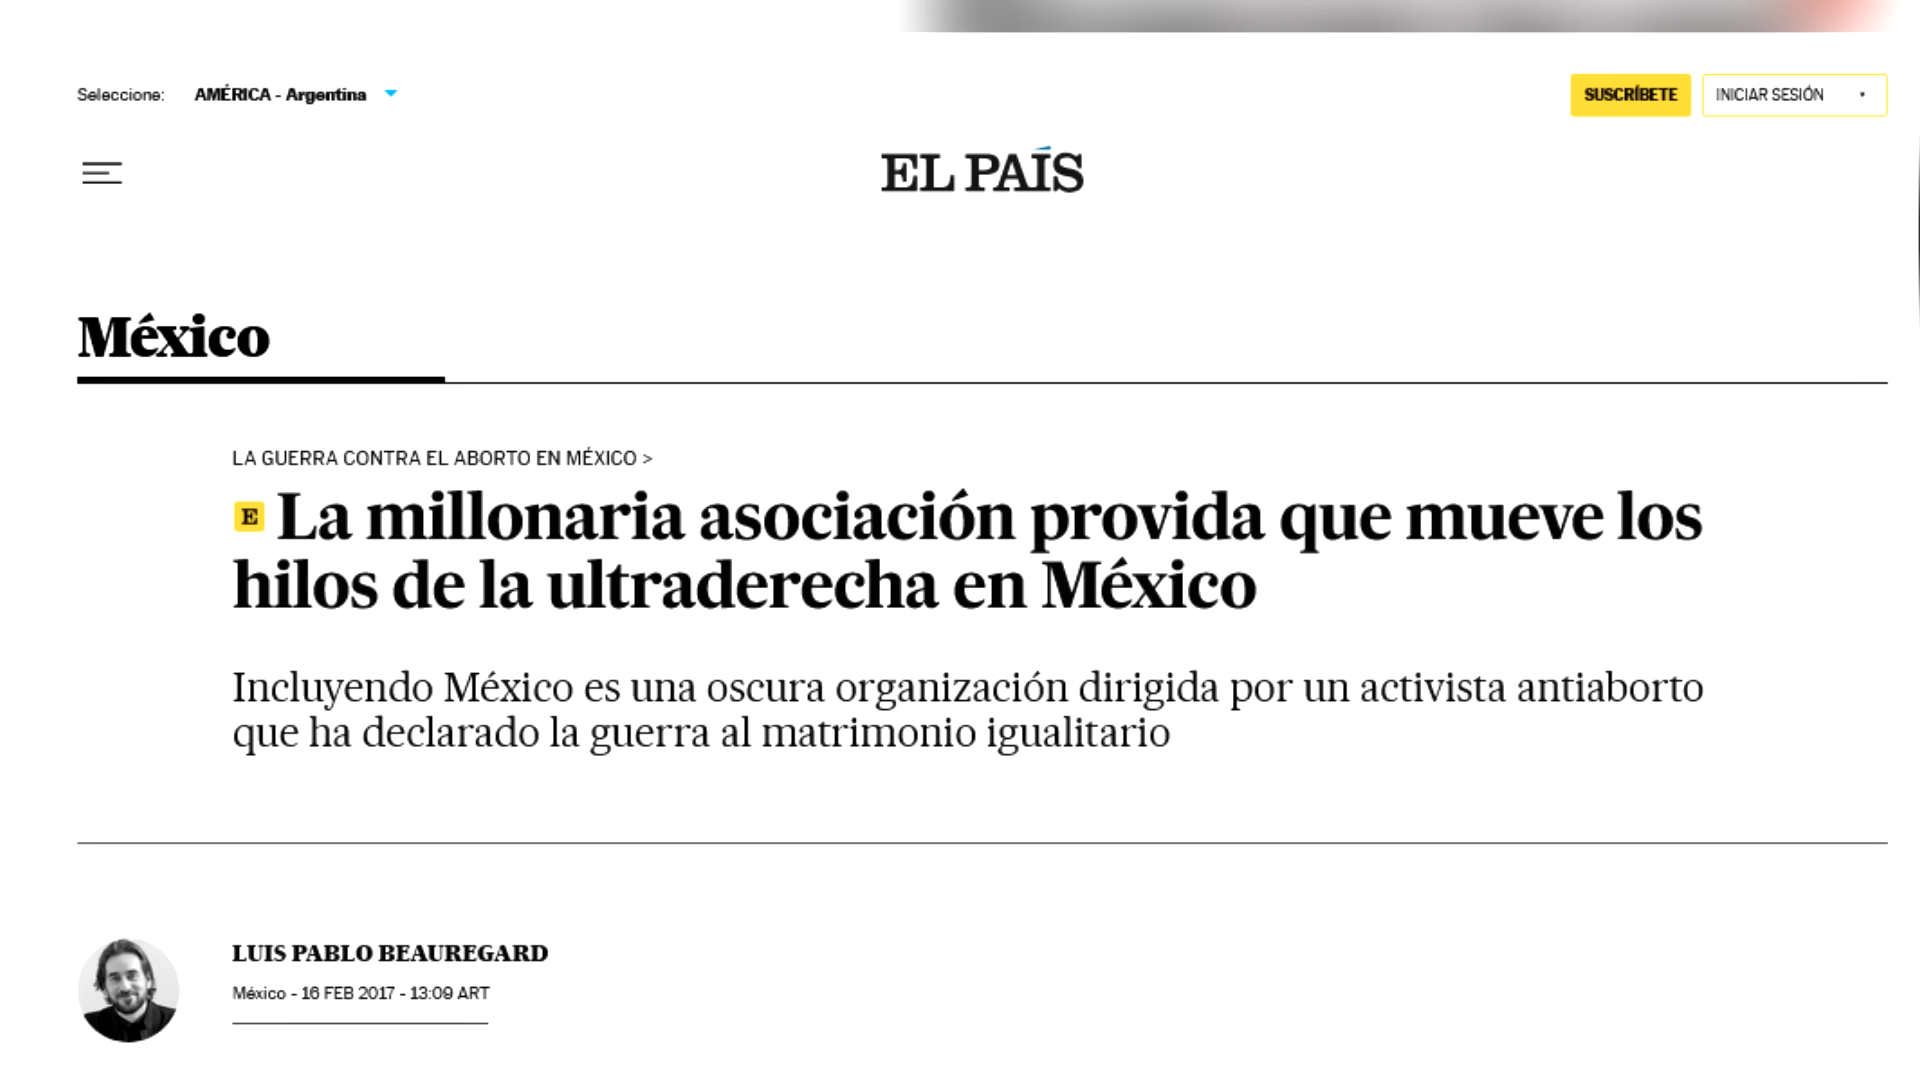 Seleccione: AMÉRICA - Argentina
SUSCRÍBETE INICIAR SESIÓN
EL PAÍS
México
LA GUERRA CONTRA EL ABORTO EN MÉXICO >
E La millonaria asociación provida que mueve los
hilos de la ultraderecha en México
Incluyendo México es una oscura organización dirigida por un activista antiaborto
que ha declarado la guerra al matrimonio igualitario
LUIS PABLO BEAUREGARD
México - 16 FEB 2017 - 13:09 ART